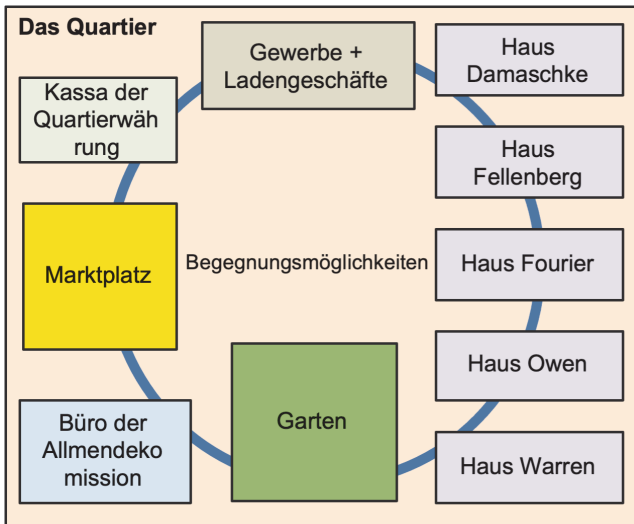 Das Quartier
Gewerbe +
Ladengeschäfte
Haus
Damaschke
Kassa der
Quartierwäh
rung
Haus
Fellenberg
Marktplatz
Begegnungsmöglichkeiten
Haus Fourier
Haus Owen
Garten
Büro der
Allmendeko
mission
Haus Warren